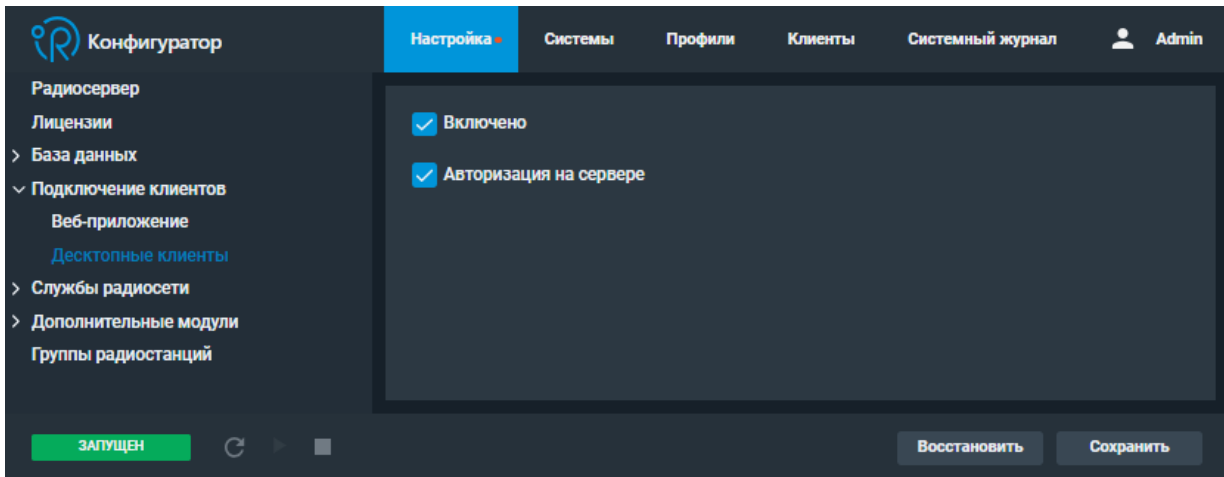 Конфигуратор
Настройка Системы Профили Клиенты Системный журнал Admin
Радиосервер
Лицензии
База данных
Подключение клиентов
Веб-приложение
Десктопные клиенты
Службы радиосети
Дополнительные модули
Группы радиостанций
Включено
Авторизация на сервере
ЗАПУЩЕН
Восстановить Сохранить